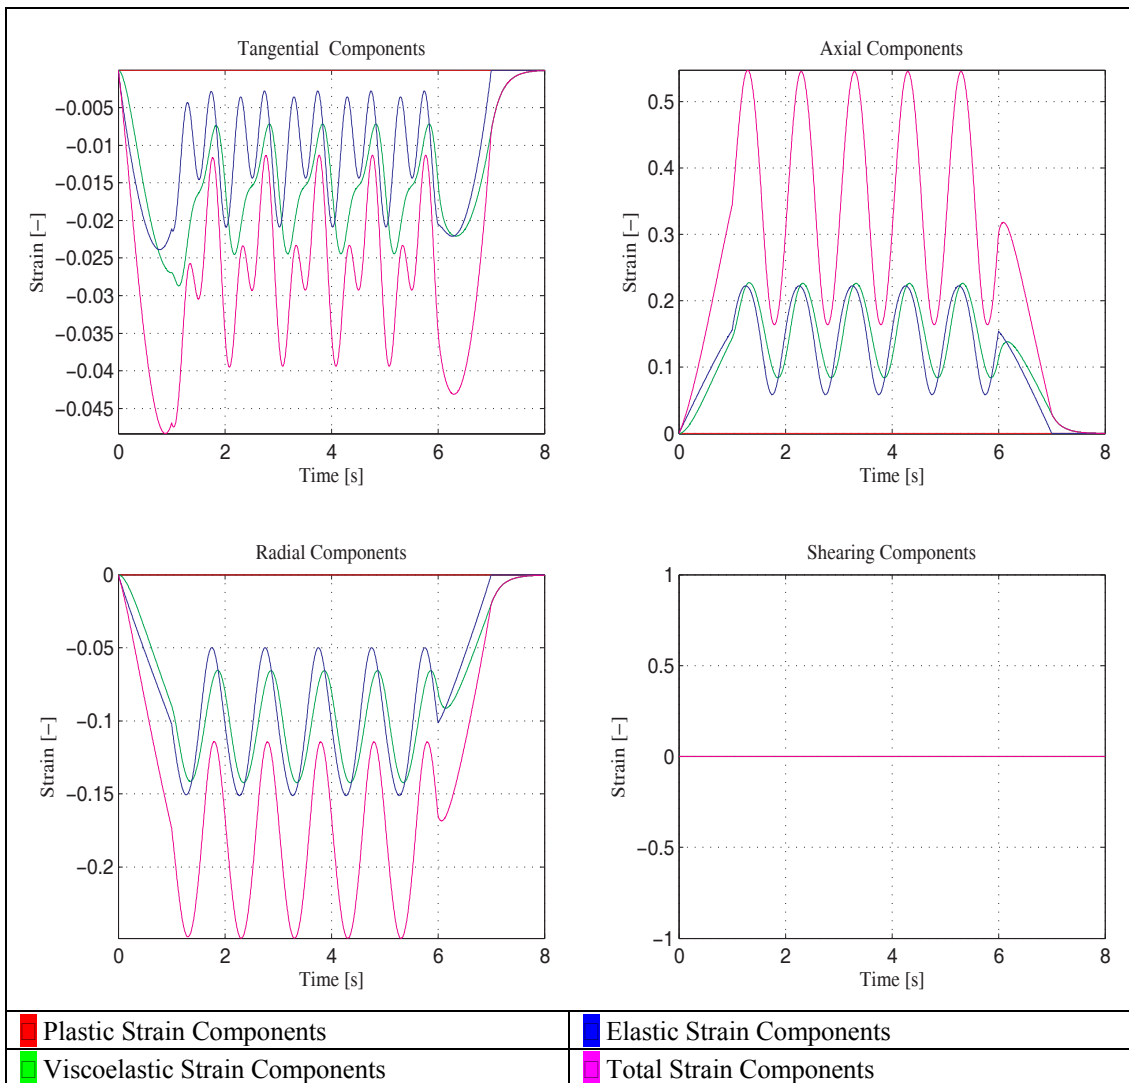 Tangential Components
Strain [−]
−0.005
−0.01
−0.015
−0.02
−0.025
−0.03
−0.035
−0.04
−0.045
0 2 4 6 8
Time [s]
Axial Components
Strain [−]
0.5
0.4
0.3
0.2
0.1
0
0 2 4 6 8
Time [s]
Radial Components
Strain [−]
0
−0.05
−0.1
−0.15
−0.2
0 2 4 6 8
Time [s]
Shearing Components
Strain [−]
1
0.5
0
−0.5
−1
0 2 4 6 8
Time [s]
Plastic Strain Components
Elastic Strain Components
Viscoelastic Strain Components
Total Strain Components